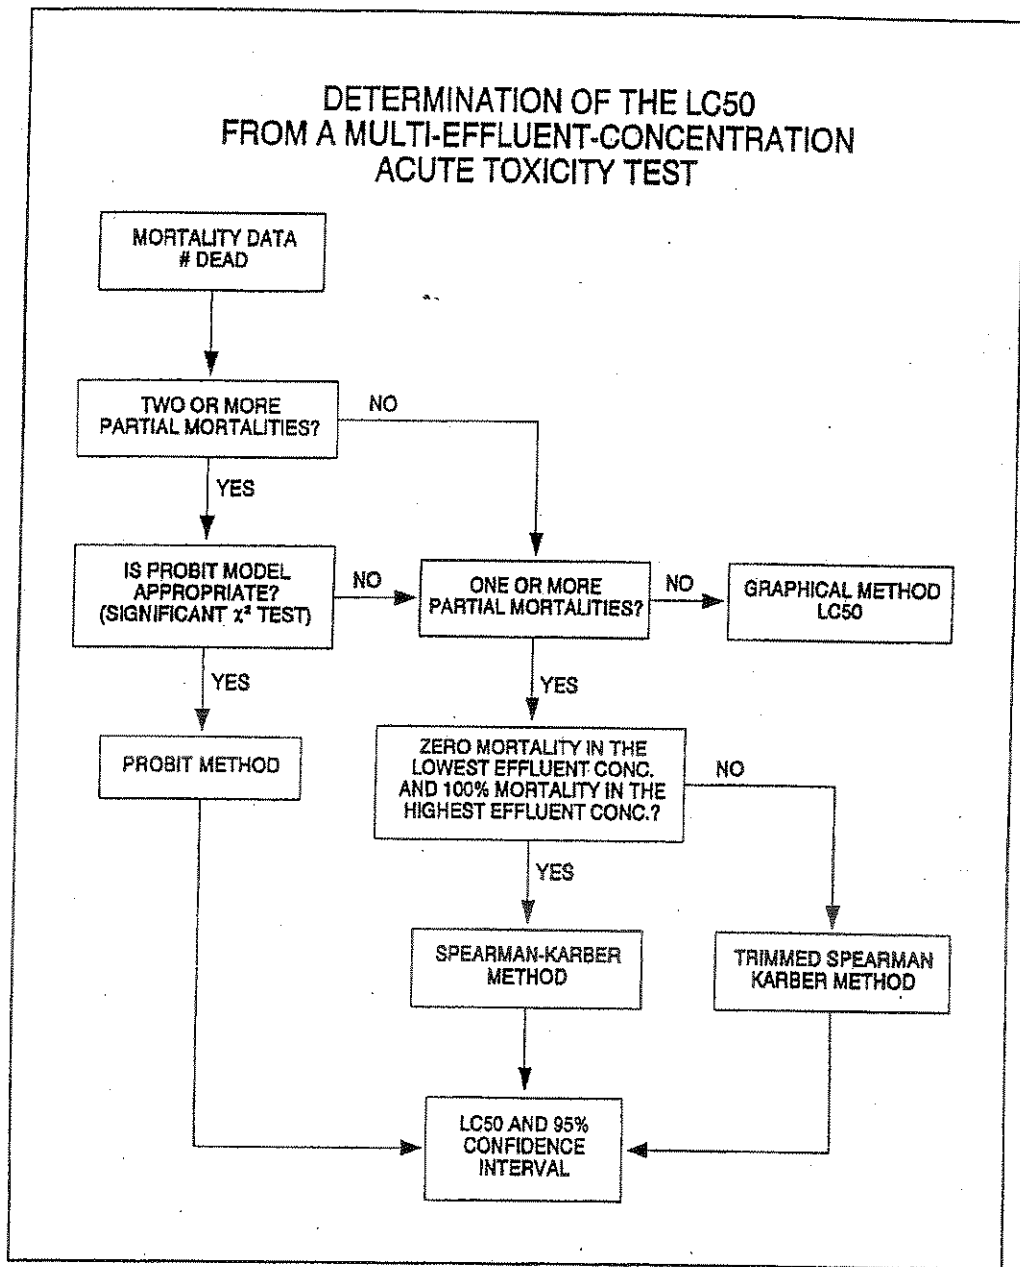 DETERMINATION OF THE LC50
FROM A MULTI-EFFLUENT-CONCENTRATION
ACUTE TOXICITY TEST
MORTALITY DATA
# DEAD
TWO OR MORE
PARTIAL MORTALITIES?
NO
YES
IS PROBIT MODEL
APPROPRIATE?
(SIGNIFICANT χ² TEST)
NO
ONE OR MORE
PARTIAL MORTALITIES?
NO
GRAPHICAL METHOD
LC50
YES
YES
PROBIT METHOD
ZERO MORTALITY IN THE
LOWEST EFFLUENT CONC.
AND 100% MORTALITY IN THE
HIGHEST EFFLUENT CONC.?
NO
YES
SPEARMAN-KARBER
METHOD
TRIMMED SPEARMAN
KARBER METHOD
LC50 AND 95%
CONFIDENCE
INTERVAL